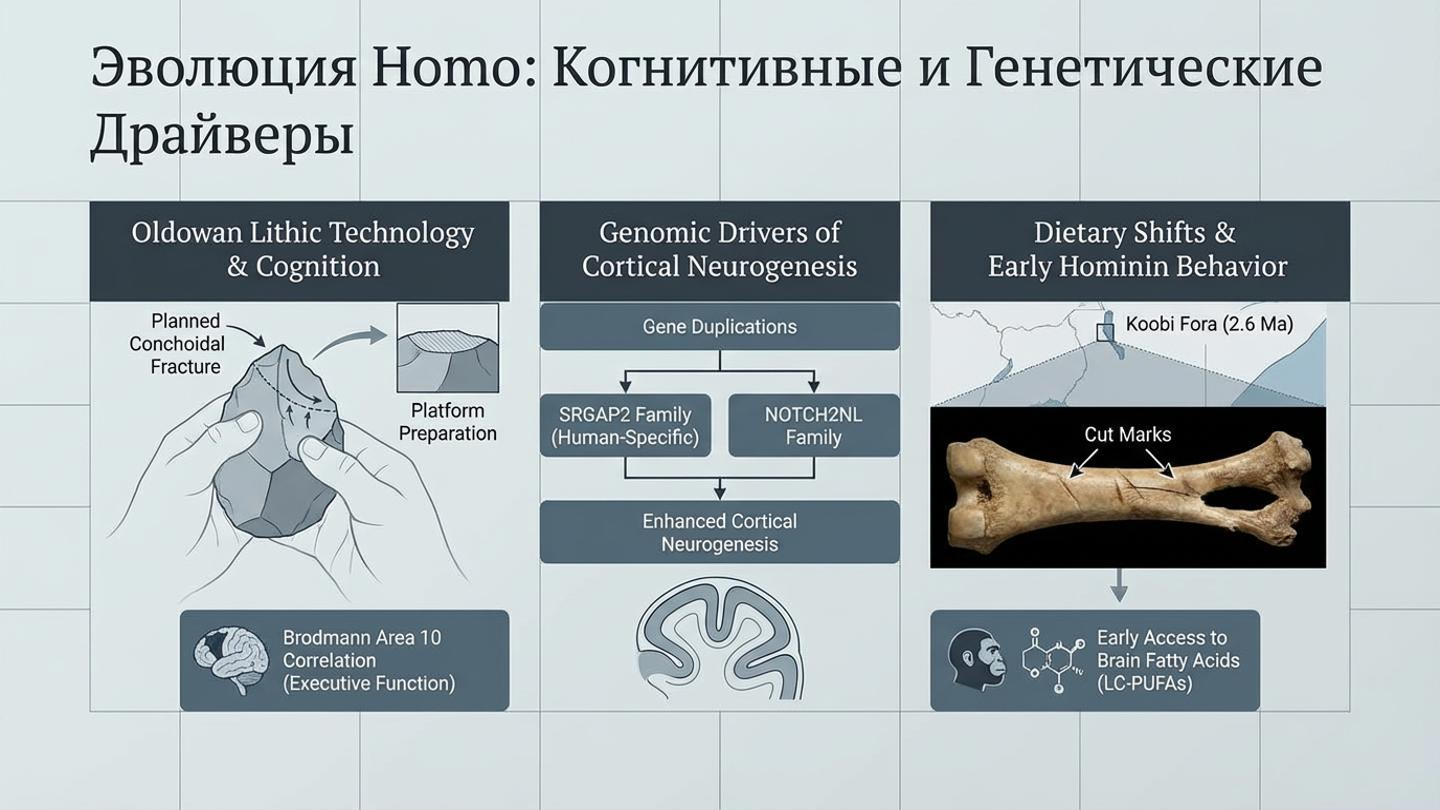 Эволюция Homo: Когнитивные и Генетические
Драйверы
Oldowan Lithic Technology
& Cognition
Planned
Conchoidal
Fracture
Platform
Preparation
Brodmann Area 10
Correlation
(Executive Function)
Genomic Drivers of
Cortical Neurogenesis
Gene Duplications
SRGAP2 Family
(Human-Specific)
NOTCH2NL
Family
Enhanced Cortical
Neurogenesis
Dietary Shifts &
Early Hominin Behavior
Koobi Fora (2.6 Ma)
Cut Marks
Early Access to
Brain Fatty Acids
(LC-PUFAs)